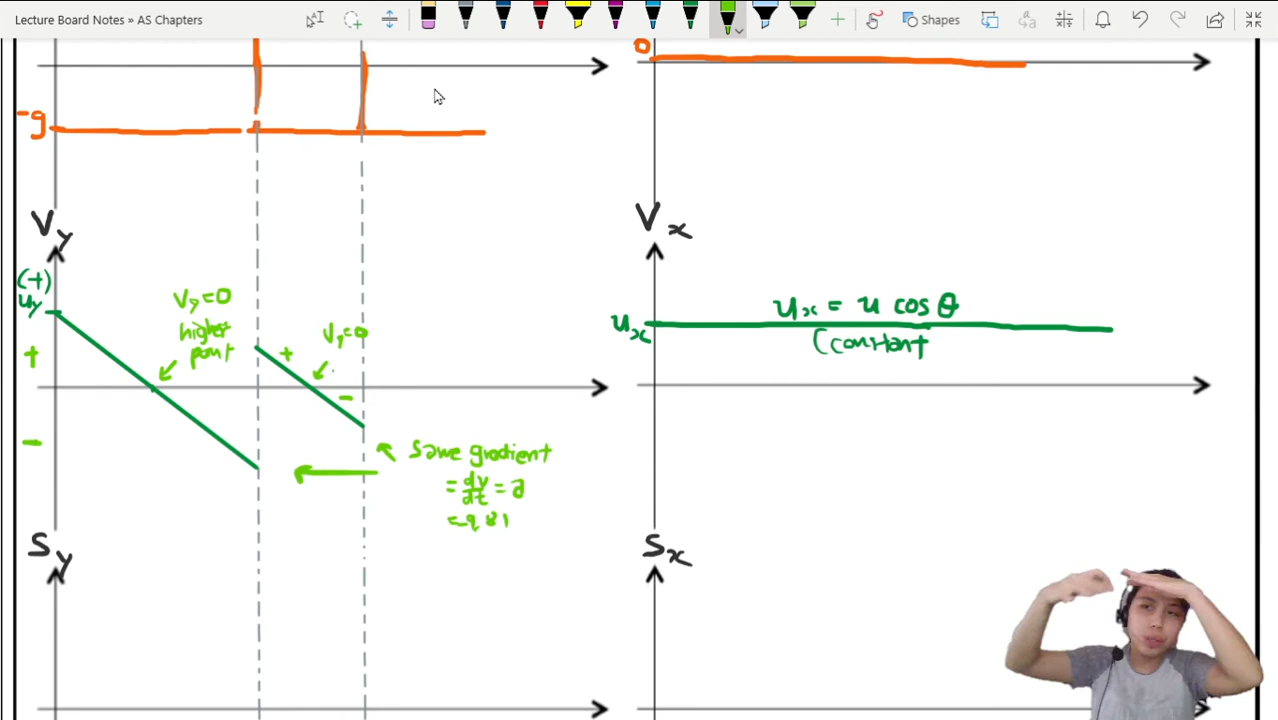 Lecture Board Notes » AS Chapters
Shapes
0
-g
Vy
Vx
(+)
uy
Vy=0
higher
point
Vy=0
ux = u cos θ
ux
(constant
+
+
-
-
Same gradient
= dv/dt = a
=-9.81
Sy
Sx